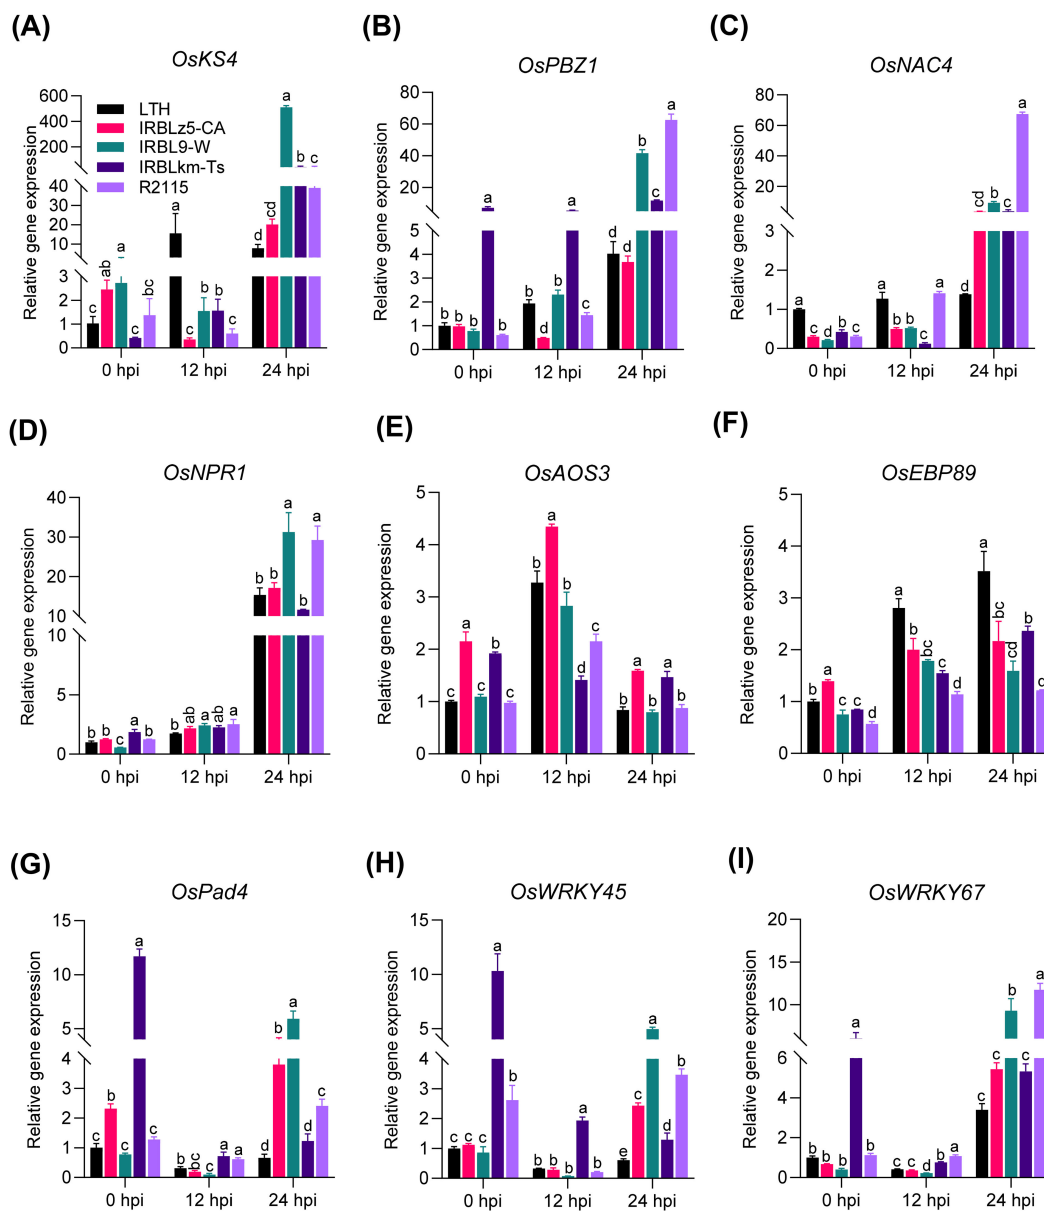 (A)
OsKS4
Relative gene expression
600
400
200
40
30
20
10
3
2
1
0
LTH
IRBLz5-CA
IRBL9-W
IRBLkm-Ts
R2115
c ab a c bc
a c b b c
d cd a b c
0 hpi 12 hpi 24 hpi
(B)
OsPBZ1
Relative gene expression
80
60
40
20
5
4
3
2
1
0
b b b a b
b d b a c
d d b c a
0 hpi 12 hpi 24 hpi
(C)
OsNAC4
Relative gene expression
80
60
40
20
3
2
1
0
a c c b c
a b b c a
d cd b c a
0 hpi 12 hpi 24 hpi
(D)
OsNPR1
Relative gene expression
40
30
20
10
10
5
0
b b c a b
b ab a ab a
b b a b a
0 hpi 12 hpi 24 hpi
(E)
OsAOS3
Relative gene expression
5
4
3
2
1
0
c a b a c
b a b d c
b a b a b
0 hpi 12 hpi 24 hpi
(F)
OsEBP89
Relative gene expression
5
4
3
2
1
0
b a c c d
a b bc c d
a bc cd b d
0 hpi 12 hpi 24 hpi
(G)
OsPad4
Relative gene expression
15
10
5
4
3
2
1
0
c b c a c
b bc c a a
d b a d c
0 hpi 12 hpi 24 hpi
(H)
OsWRKY45
Relative gene expression
15
10
5
4
3
2
1
0
c c c a b
b b b a b
e c a d b
0 hpi 12 hpi 24 hpi
(I)
OsWRKY67
Relative gene expression
20
15
10
6
4
2
0
b b c a b
c c d b a
c c b c a
0 hpi 12 hpi 24 hpi